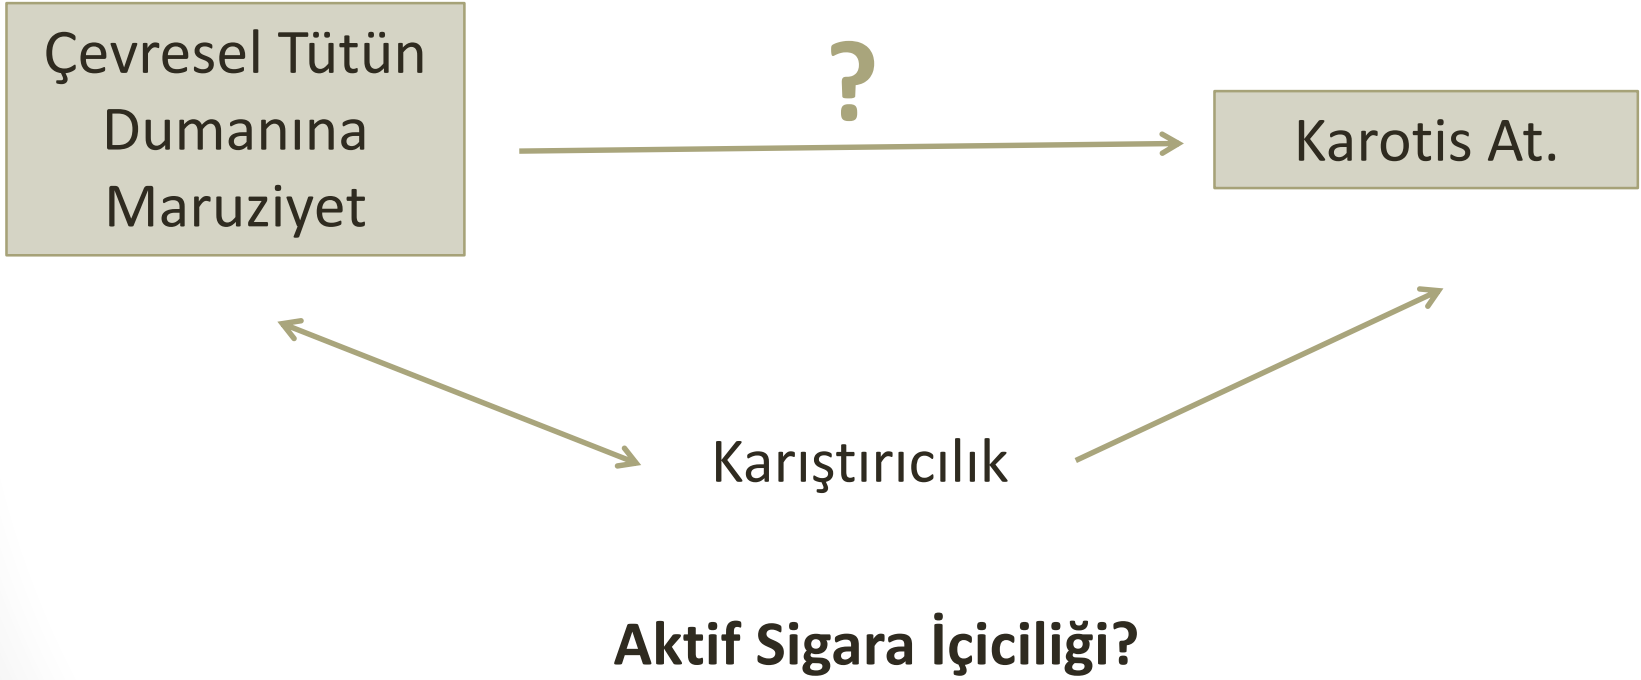 Çevresel Tütün
Dumanına
Maruziyet
?
Karotis At.
Karıştırıcılık
Aktif Sigara İçiciliği?